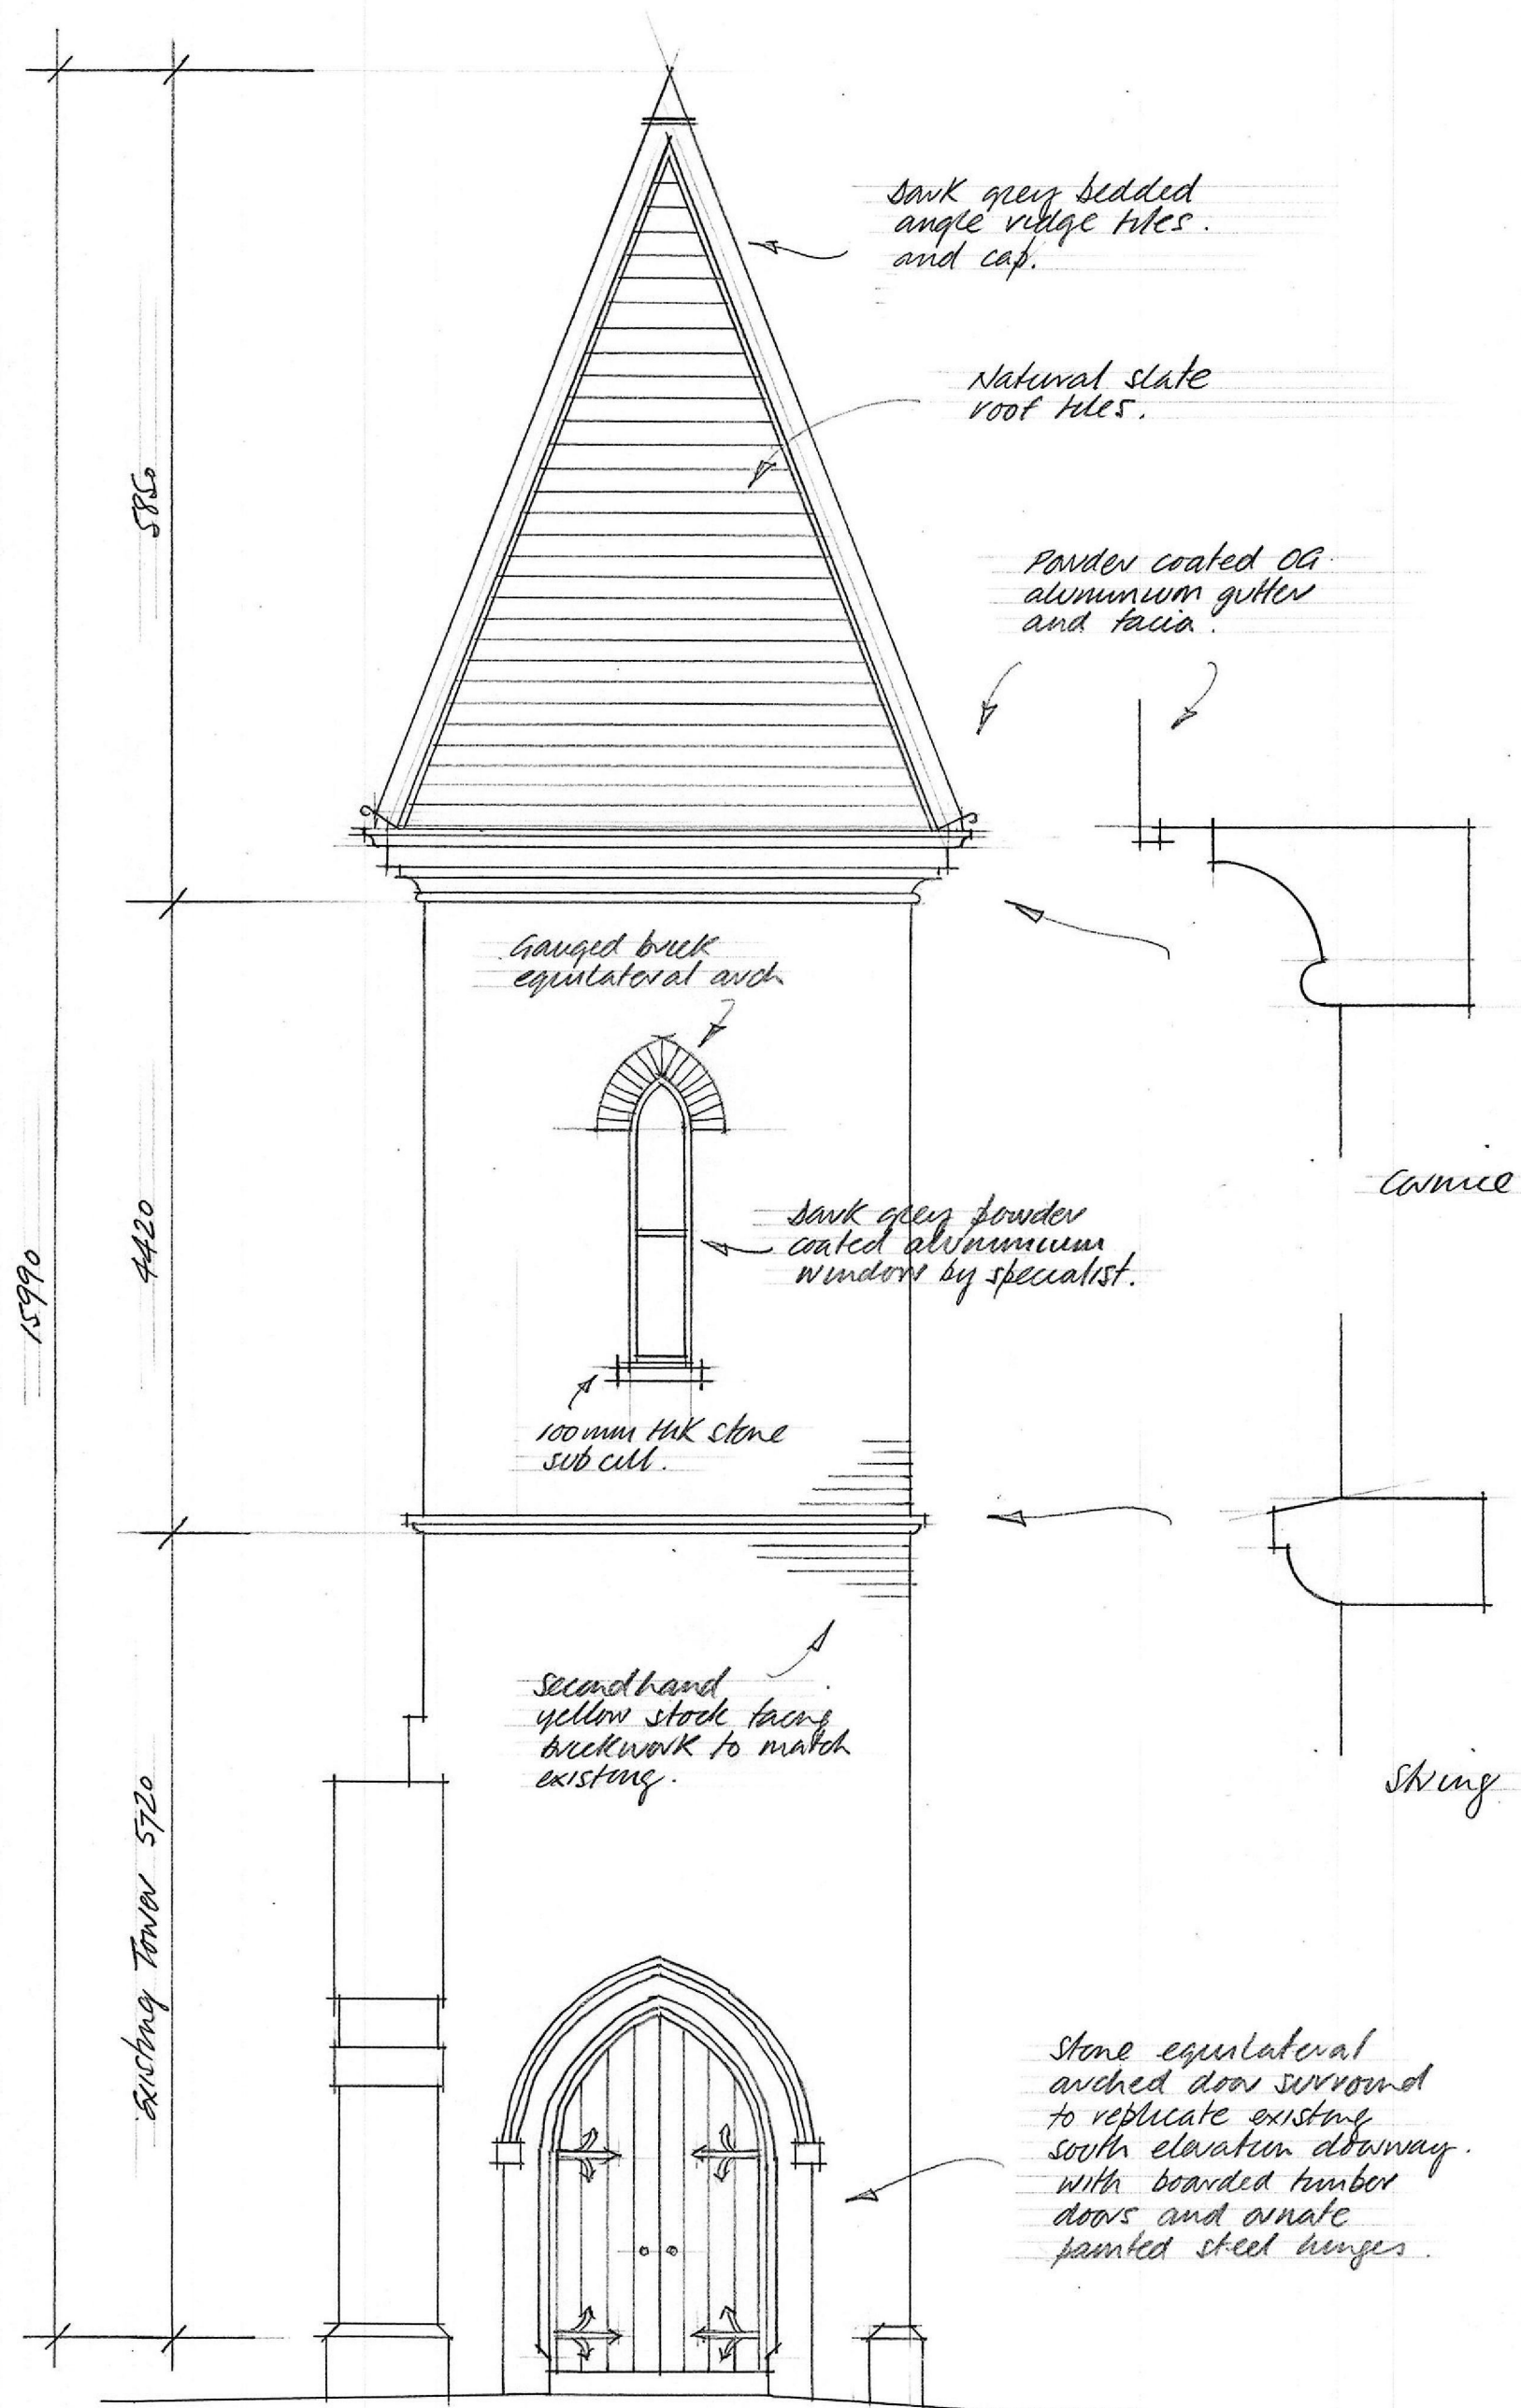 Dark grey bedded
angle ridge tiles.
and cap.
Natural slate
roof tiles.
5850
Powder coated OG
aluminium gutter
and facia.
Gauged brick
equilateral arch
Cornice
Dark grey powder
coated aluminium
window by specialist.
4420
15990
100mm thk stone
sub cill.
Secondhand
yellow stock facing
brickwork to match
existing.
String
Existing Tower 5720
Stone equilateral
arched door surround
to replicate existing
south elevation doorway.
with boarded timber
doors and ornate
painted steel hinges.